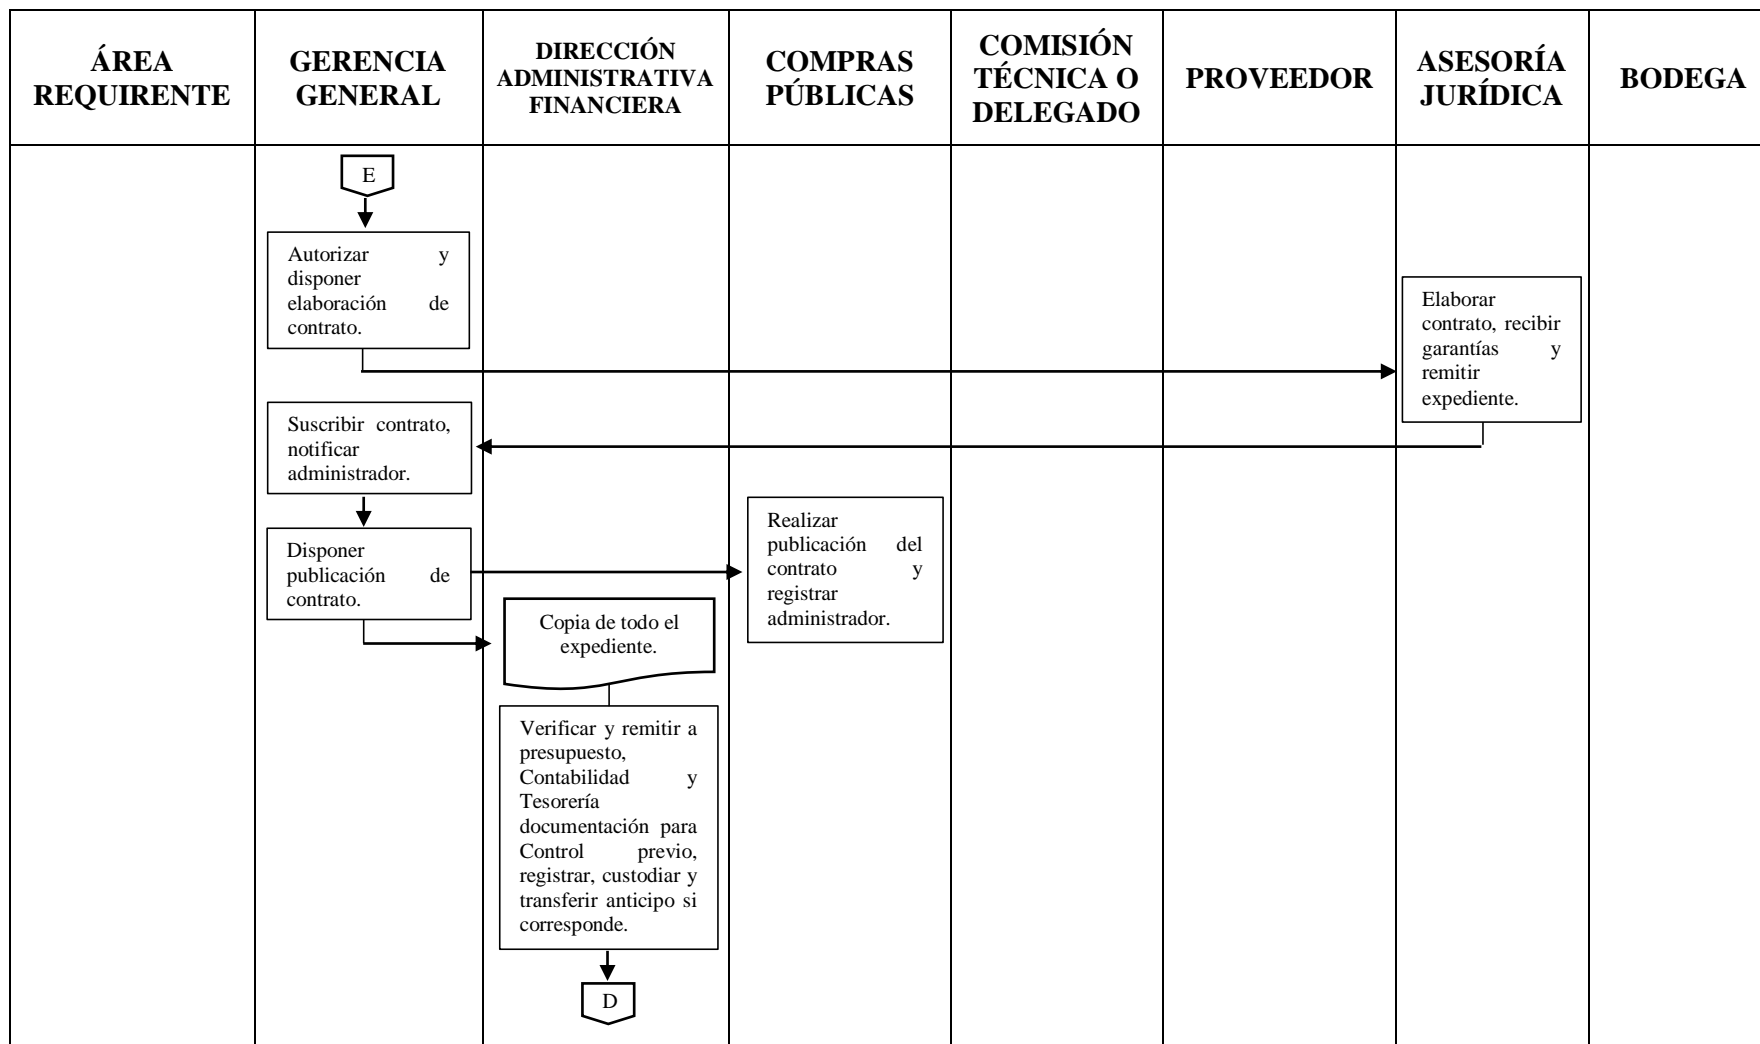 ÁREA
REQUIRENTE
GERENCIA
GENERAL
DIRECCIÓN
ADMINISTRATIVA
FINANCIERA
COMPRAS
PÚBLICAS
COMISIÓN
TÉCNICA O
DELEGADO
PROVEEDOR
ASESORÍA
JURÍDICA
BODEGA
E
Autorizar y
disponer
elaboración de
contrato.
Elaborar
contrato, recibir
garantías y
remitir
expediente.
Suscribir contrato,
notificar
administrador.
Disponer
publicación de
contrato.
Realizar
publicación del
contrato y
registrar
administrador.
Copia de todo el
expediente.
Verificar y remitir a
presupuesto,
Contabilidad y
Tesorería
documentación para
Control previo,
registrar, custodiar y
transferir anticipo si
corresponde.
D